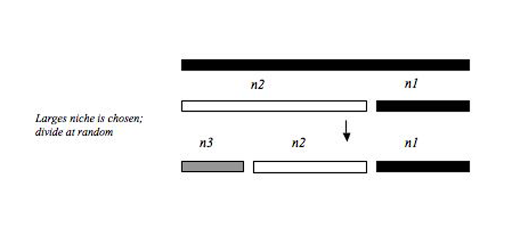 n2 n1
Larges niche is chosen;
divide at random
n3 n2 n1